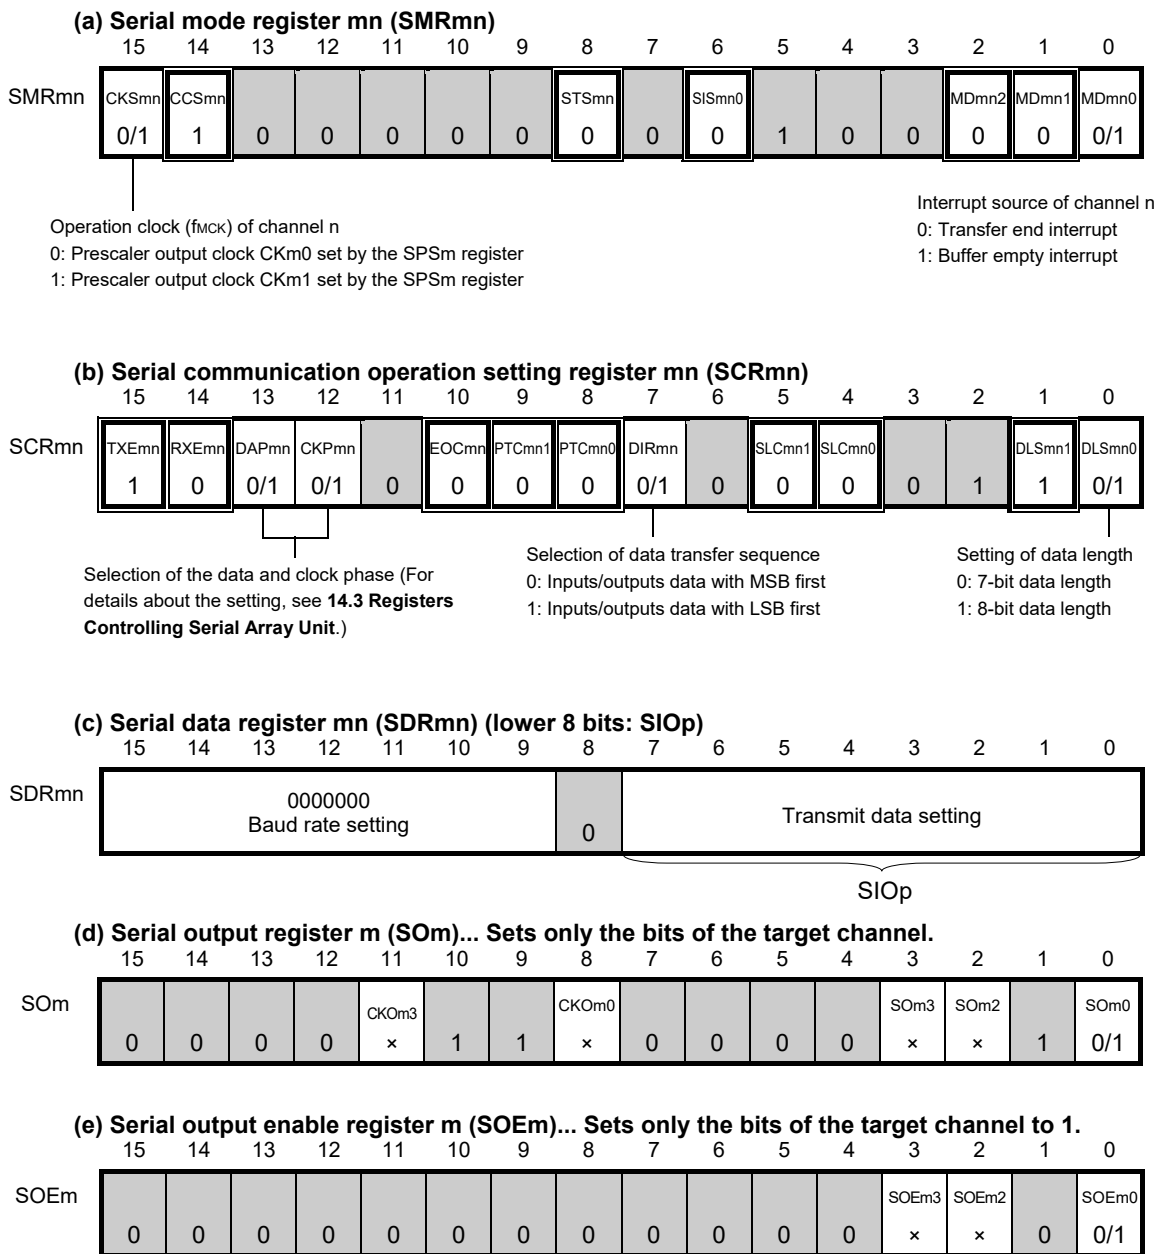 (a) Serial mode register mn (SMRmn)
15 14 13 12 11 10 9 8 7 6 5 4 3 2 1 0
SMRmn CKSmn CCSmn STSmn SISmn0 MDmn2 MDmn1 MDmn0
0/1 1 0 0 0 0 0 0 0 0 1 0 0 0 0 0/1
Operation clock (fMCK) of channel n
0: Prescaler output clock CKm0 set by the SPSm register
1: Prescaler output clock CKm1 set by the SPSm register
Interrupt source of channel n
0: Transfer end interrupt
1: Buffer empty interrupt
(b) Serial communication operation setting register mn (SCRmn)
15 14 13 12 11 10 9 8 7 6 5 4 3 2 1 0
SCRmn TXEmn RXEmn DAPmn CKPmn EOCmn PTCmn1 PTCmn0 DIRmn SLCmn1 SLCmn0 DLSmn1 DLSmn0
1 0 0/1 0/1 0 0 0 0 0/1 0 0 0 0 1 1 0/1
Selection of the data and clock phase (For
details about the setting, see 14.3 Registers
Controlling Serial Array Unit.)
Selection of data transfer sequence
0: Inputs/outputs data with MSB first
1: Inputs/outputs data with LSB first
Setting of data length
0: 7-bit data length
1: 8-bit data length
(c) Serial data register mn (SDRmn) (lower 8 bits: SIOp)
15 14 13 12 11 10 9 8 7 6 5 4 3 2 1 0
SDRmn
0000000
Baud rate setting
0
Transmit data setting
SIOp
(d) Serial output register m (SOm)... Sets only the bits of the target channel.
15 14 13 12 11 10 9 8 7 6 5 4 3 2 1 0
SOm CKOm3 CKOm0 SOm3 SOm2 SOm0
0 0 0 0 × 1 1 × 0 0 0 0 × × 1 0/1
(e) Serial output enable register m (SOEm)... Sets only the bits of the target channel to 1.
15 14 13 12 11 10 9 8 7 6 5 4 3 2 1 0
SOEm SOEm3 SOEm2 SOEm0
0 0 0 0 0 0 0 0 0 0 0 0 × × 0 0/1